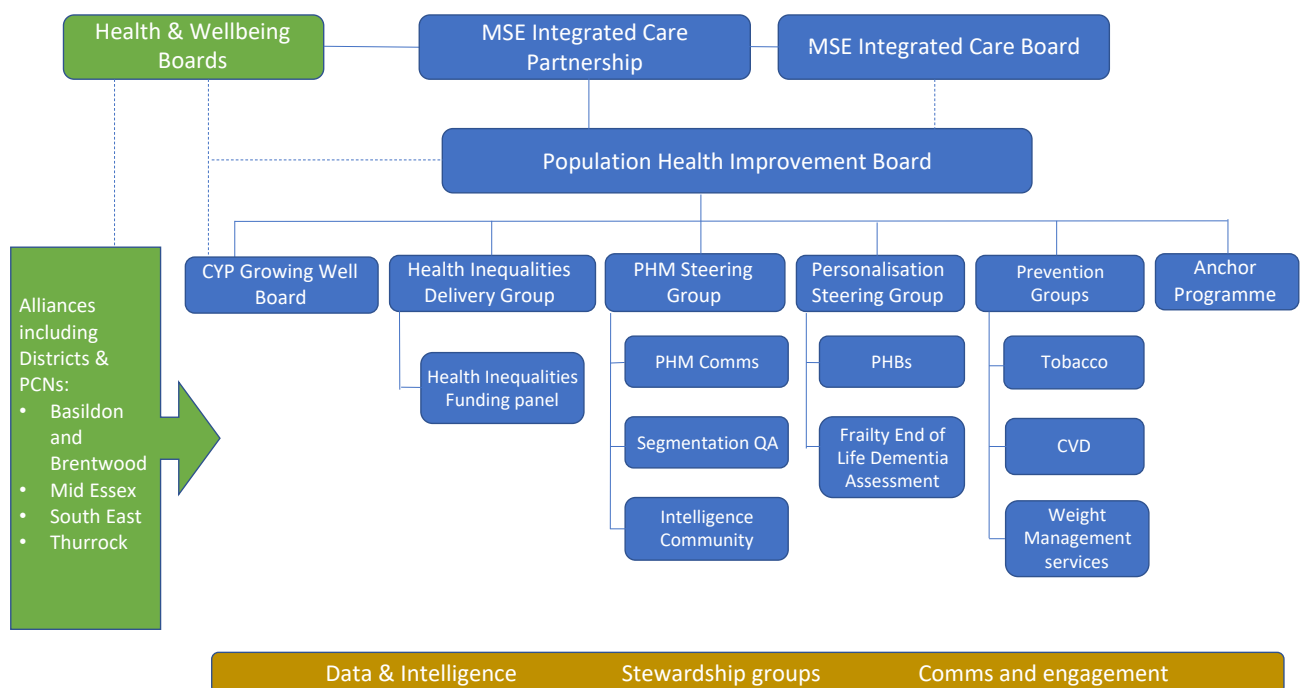 Health & Wellbeing
Boards
MSE Integrated Care
Partnership
MSE Integrated Care Board
Population Health Improvement Board
CYP Growing Well
Board
Health Inequalities
Delivery Group
PHM Steering
Group
Personalisation
Steering Group
Prevention
Groups
Anchor
Programme
Alliances
including
Districts &
PCNs:
• Basildon
and
Brentwood
• Mid Essex
• South East
• Thurrock
Health Inequalities
Funding panel
PHM Comms
Segmentation QA
Intelligence
Community
PHBs
Frailty End of
Life Dementia
Assessment
Tobacco
CVD
Weight
Management
services
Data & Intelligence
Stewardship groups
Comms and engagement